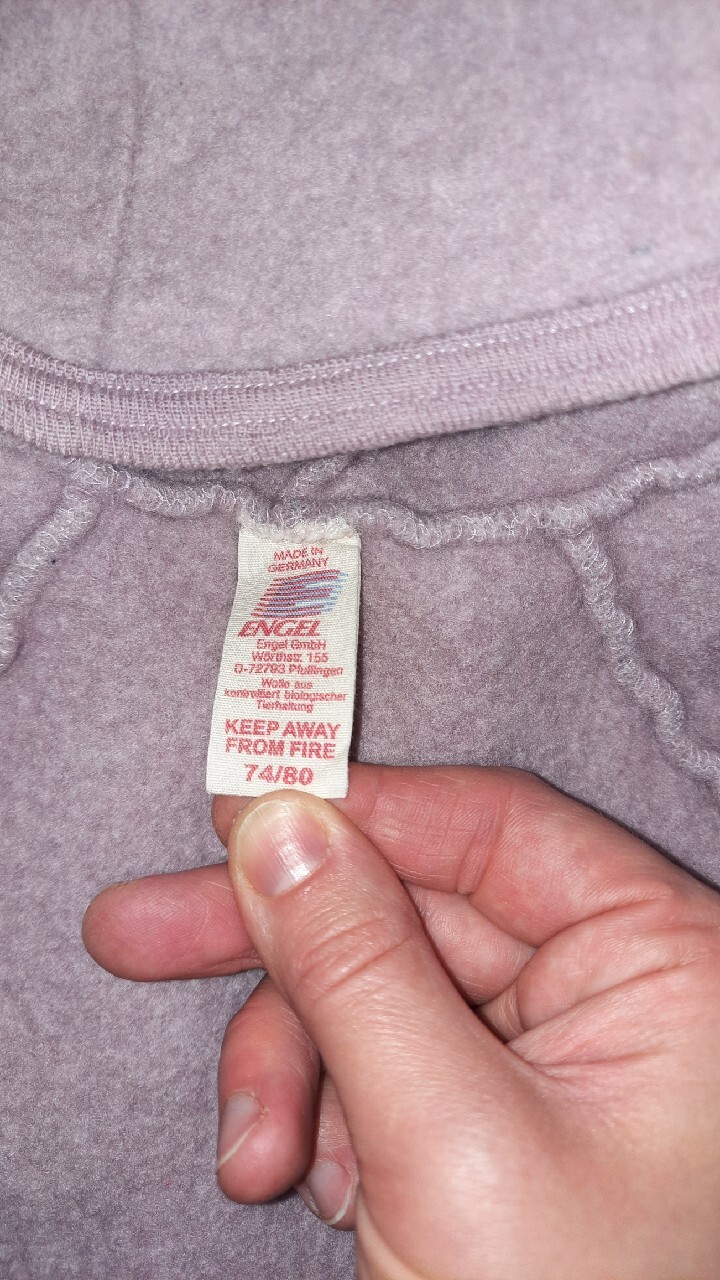 MADE IN
GERMANY
ENGEL
Engel GmbH
Wörthstr. 155
D-72793 Pfullingen
Wolle aus
kontrolliert biologischer
Tierhaltung
KEEP AWAY
FROM FIRE
74/80